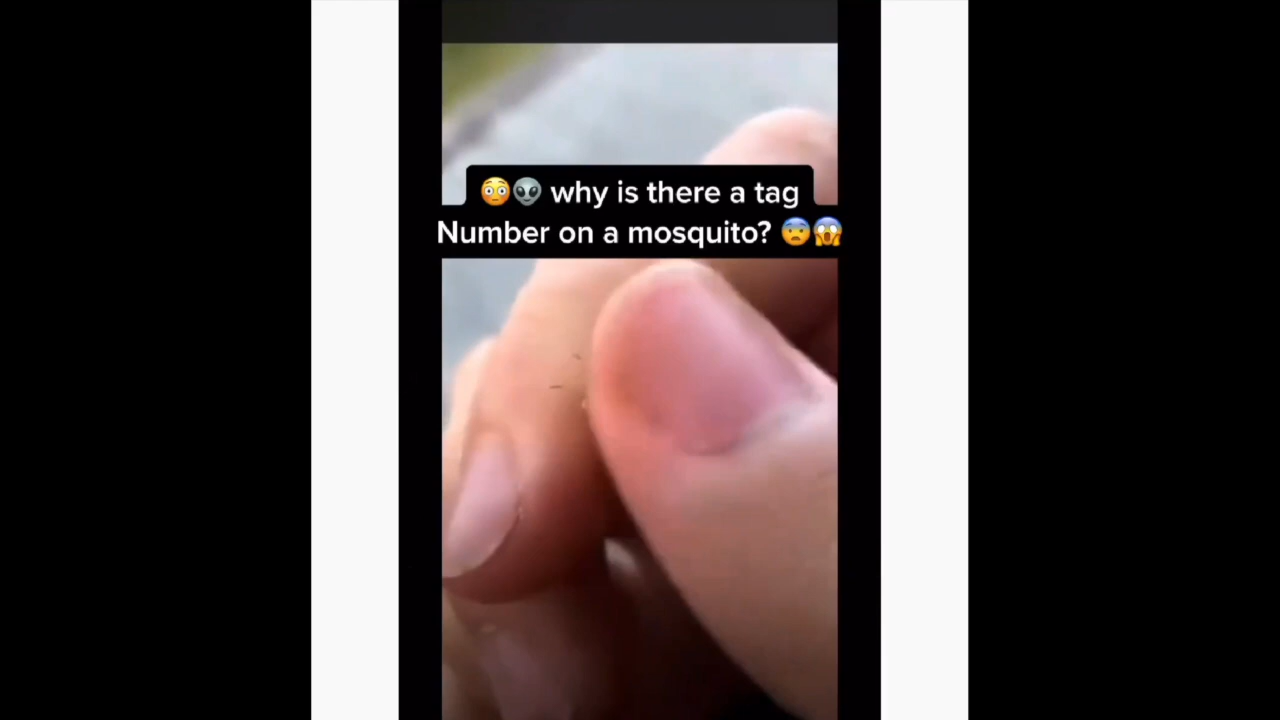 😳👽 why is there a tag
Number on a mosquito? 😨😱